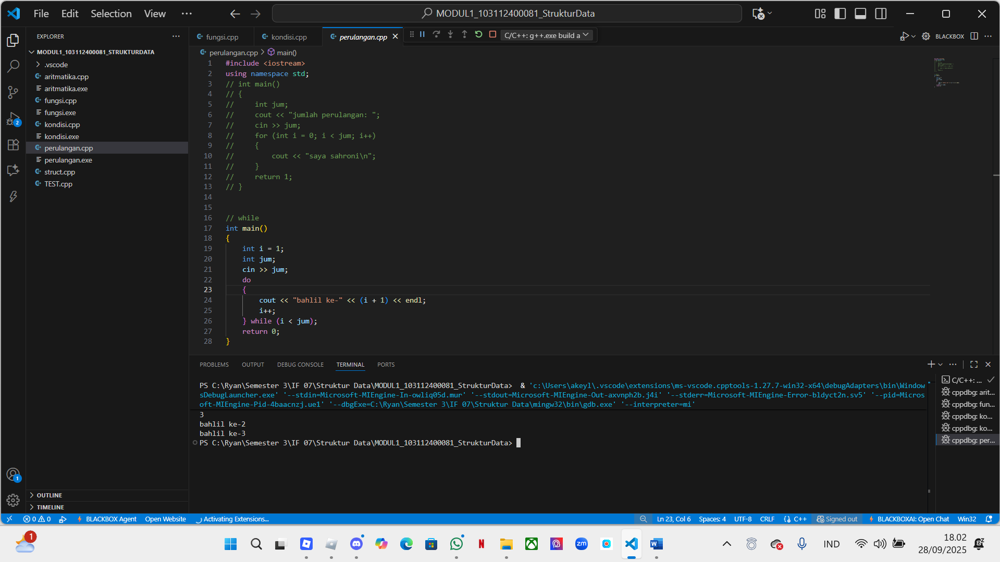 File Edit Selection View
MODUL1_103112400081_StrukturData
EXPLORER
MODUL1_103112400081_STRUKTURDATA
.vscode
aritmatika.cpp
aritmatika.exe
fungsi.cpp
fungsi.exe
kondisi.cpp
kondisi.exe
perulangan.cpp
perulangan.exe
struct.cpp
TEST.cpp
OUTLINE
TIMELINE
2
1
fungsi.cpp kondisi.cpp perulangan.cpp C/C++: g++.exe build a BLACKBOX
perulangan.cpp > main()
1 #include <iostream>
2 using namespace std;
3 // int main()
4 // {
5 //     int jum;
6 //     cout << "jumlah perulangan: ";
7 //     cin >> jum;
8 //     for (int i = 0; i < jum; i++)
9 //     {
10 //         cout << "saya sahroni\n";
11 //     }
12 //     return 1;
13 // }
14
15
16 // while
17 int main()
18 {
19     int i = 1;
20     int jum;
21     cin >> jum;
22     do
23     {
24         cout << "bahlil ke-" << (i + 1) << endl;
25         i++;
26     } while (i < jum);
27     return 0;
28 }
PROBLEMS OUTPUT DEBUG CONSOLE TERMINAL PORTS
PS C:\Ryan\Semester 3\IF 07\Struktur Data\MODUL1_103112400081_StrukturData>  & 'c:\Users\akeyl\.vscode\extensions\ms-vscode.cpptools-1.27.7-win32-x64\debugAdapters\bin\Window
sDebugLauncher.exe' '--stdin=Microsoft-MIEngine-In-owliq05d.mur' '--stdout=Microsoft-MIEngine-Out-axvnph2b.j4i' '--stderr=Microsoft-MIEngine-Error-bldyct2n.sv5' '--pid=Micros
oft-MIEngine-Pid-4baacnzj.ue1' '--dbgExe=C:\Ryan\Semester 3\IF 07\Struktur Data\mingw32\bin\gdb.exe' '--interpreter=mi'
3
bahlil ke-2
bahlil ke-3
PS C:\Ryan\Semester 3\IF 07\Struktur Data\MODUL1_103112400081_StrukturData>
C/C++: ...
cppdbg: arit...
cppdbg: fun...
cppdbg: ko...
cppdbg: ko...
cppdbg: per...
0 0 BLACKBOX Agent Open Website Activating Extensions... Ln 23, Col 6 Spaces: 4 UTF-8 CRLF {} C++ Signed out BLACKBOXAI: Open Chat Win32
1
N
zm
W
IND
18.02
28/09/2025